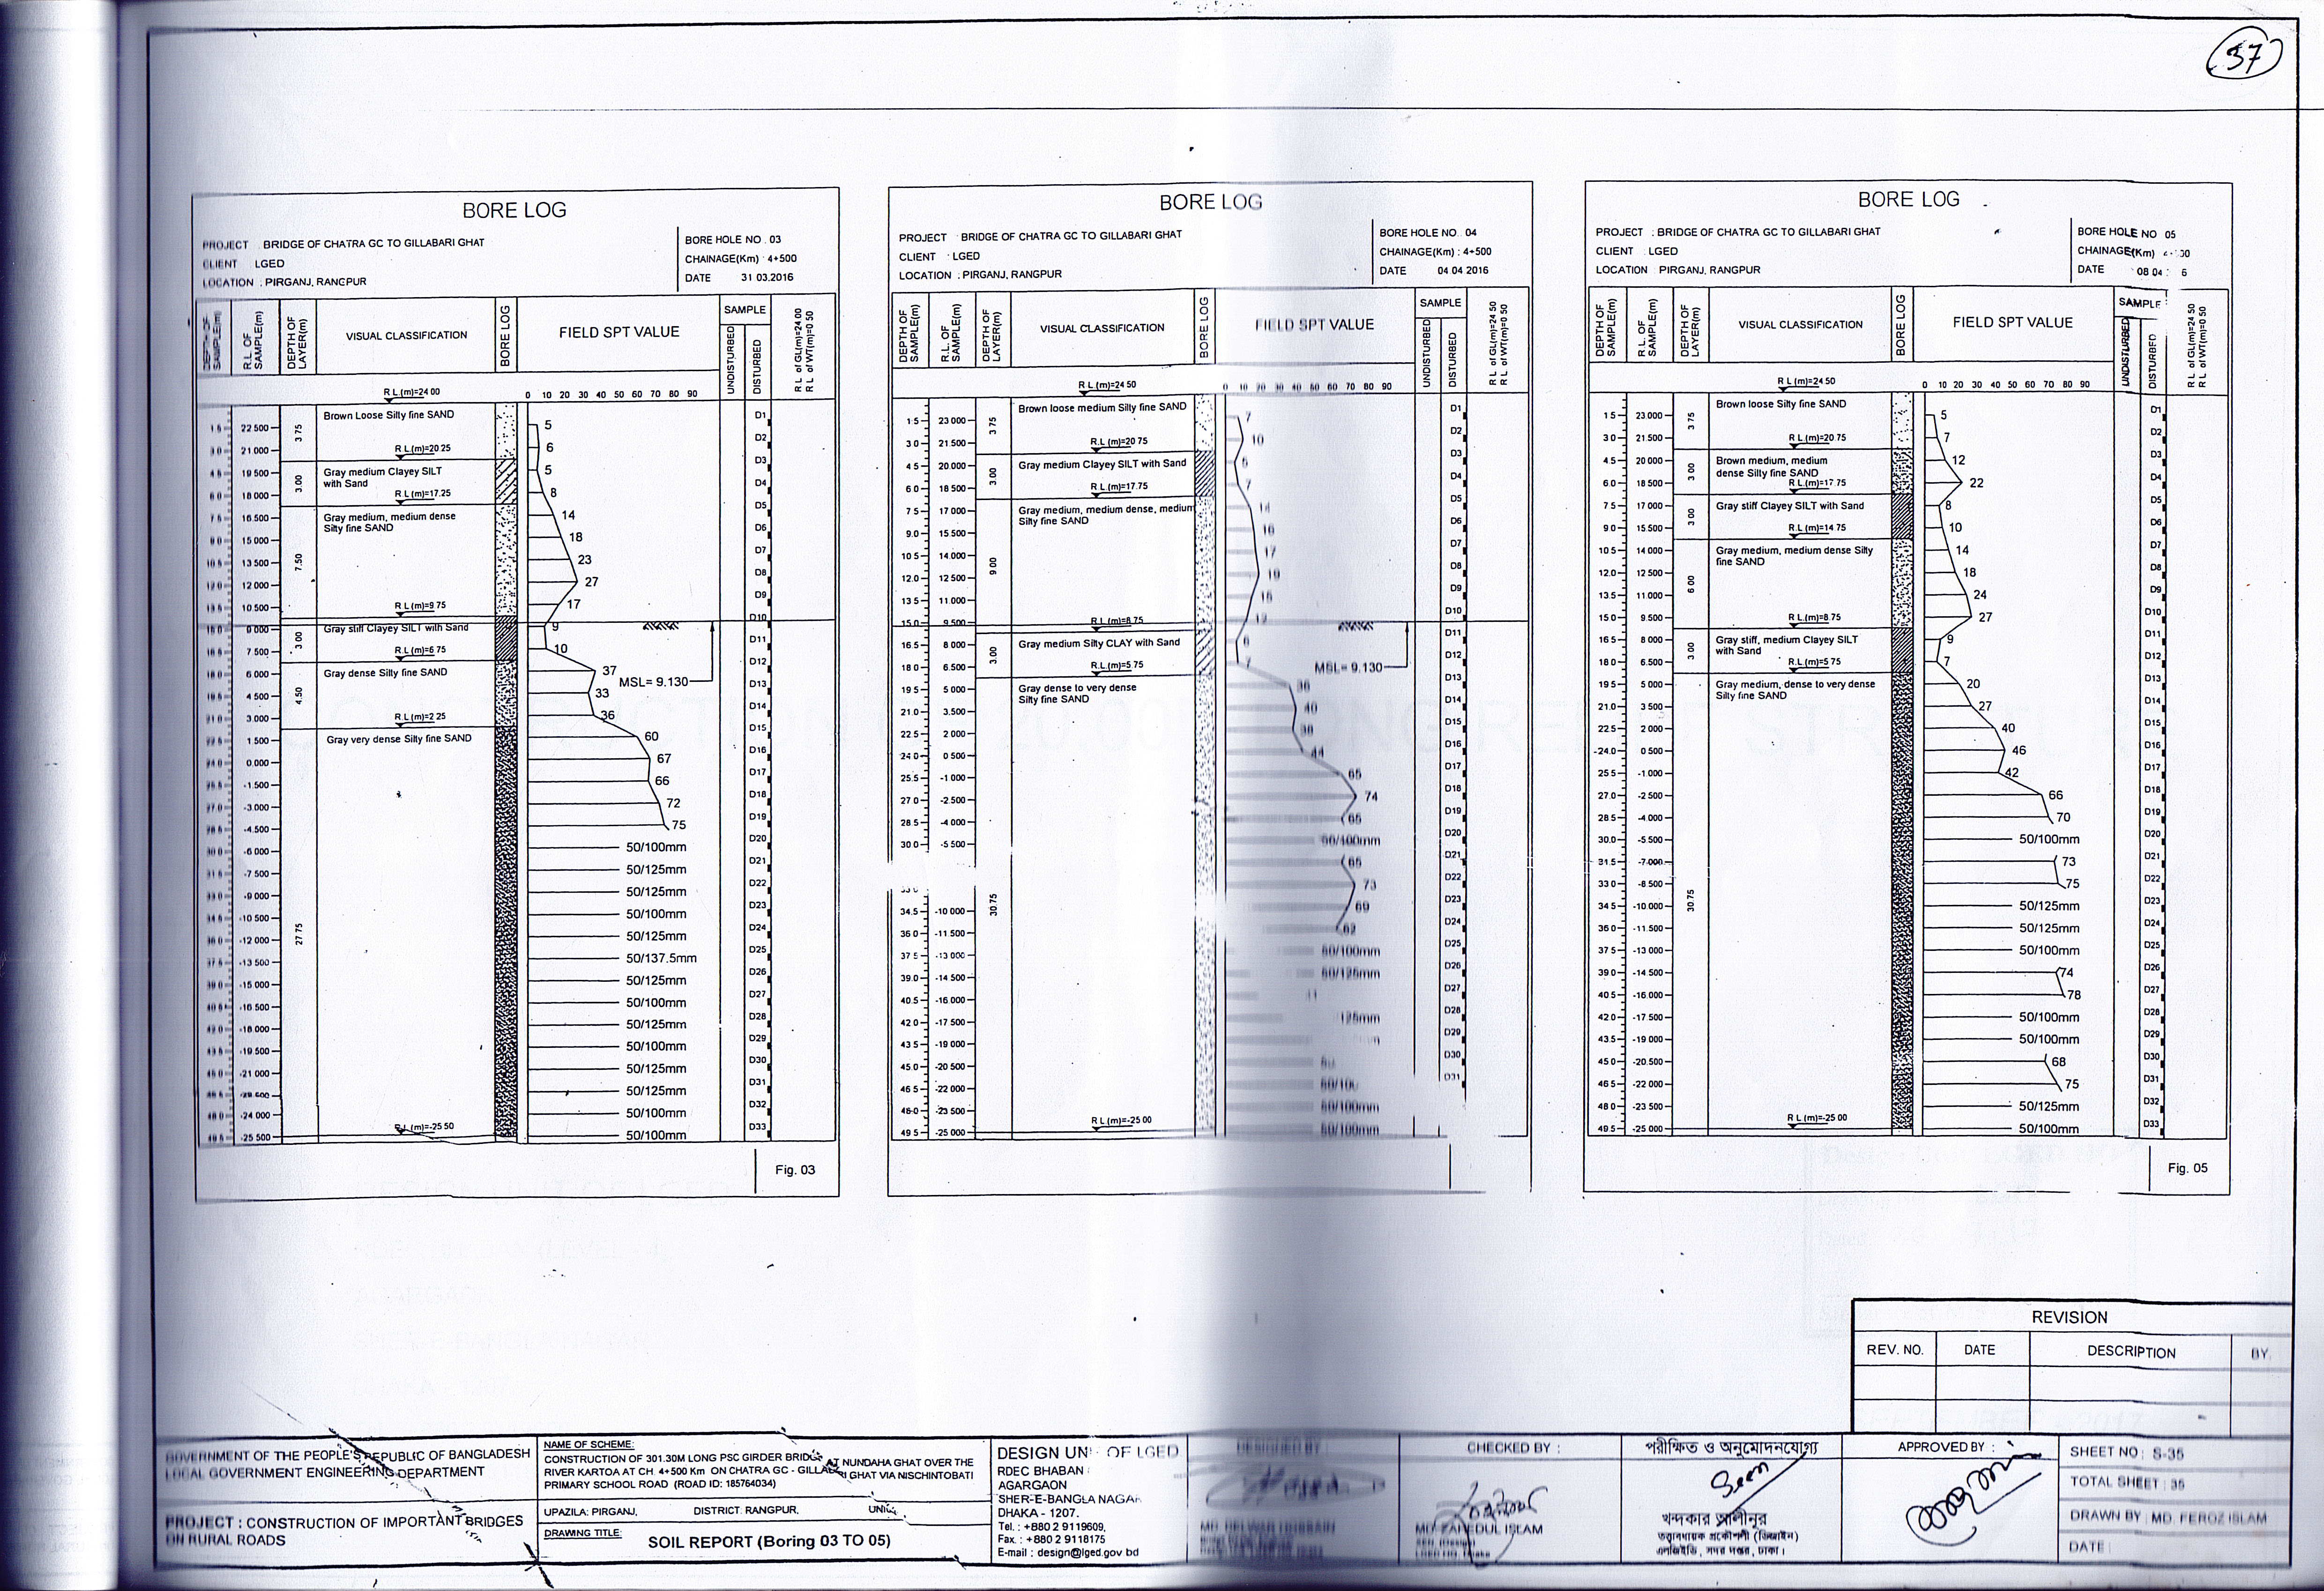 37
BORE LOG
PROJECT : BRIDGE OF CHATRA GC TO GILLABARI GHAT
CLIENT LGED
LOCATION : PIRGANJ, RANGPUR
BORE HOLE NO . 03
CHAINAGE(Km) 4+500
DATE 31 03.2016
DEPTH OF SAMPLE(m)
R.L. OF SAMPLE(m)
DEPTH OF LAYER(m)
VISUAL CLASSIFICATION
BORE LOG
FIELD SPT VALUE
SAMPLE
UNDISTURBED
DISTURBED
R L of GL(m)=24 00
R L of WT(m)=0 50
R L.(m)=24 00
0 10 20 30 40 50 60 70 80 90
1 5 22 500 5 D1
3 0 21 000 6 D2
4 5 19 500 5 D3
6 0 18 000 8 D4
7 5 16.500 14 D5
9 0 15 000 18 D6
10 5 13 500 23 D7
12 0 12 000 27 D8
13 5 10.500 17 D9
15 0 9 000 9 D10
16 5 7 500 10 D11
18 0 6 000 37 D12
19 5 4 500 33 D13
21 0 3.000 36 D14
22 5 1 500 60 D15
24 0 0.000 67 D16
25 5 -1.500 66 D17
27 0 -3.000 72 D18
28 5 -4.500 75 D19
30 0 -6 000 50/100mm D20
31 5 -7 500 50/125mm D21
33 0 -9 000 50/125mm D22
34 5 -10 500 50/100mm D23
36 0 -12 000 50/125mm D24
37 5 -13 500 50/137.5mm D25
39 0 -15 000 50/125mm D26
40 5 -16 500 50/100mm D27
42 0 -18 000 50/125mm D28
43 5 -19 500 50/100mm D29
45 0 -21 000 50/125mm D30
50/125mm D31
48 0 -24 000 50/100mm D32
49 5 -25 500 50/100mm D33
3 75
Brown Loose Silly fine SAND
R L (m)=20 25
3.00
Gray medium Clayey SILT
with Sand
R L (m)=17.25
7.50
Gray medium, medium dense
Silty fine SAND
R L (m)=9 75
3 00
Gray stiff Clayey SILT with Sand
R L (m)=6 75
4.50
Gray dense Silly fine SAND
R L (m)=2 25
27 75
Gray very dense Silly fine SAND
R L (m)=-25 50
MSL= 9.130
Fig. 03
BORE LOG
PROJECT : BRIDGE OF CHATRA GC TO GILLABARI GHAT
CLIENT LGED
LOCATION : PIRGANJ, RANGPUR
BORE HOLE NO. 04
CHAINAGE(Km) : 4+500
DATE 04 04 2016
DEPTH OF SAMPLE(m)
R.L. OF SAMPLE(m)
DEPTH OF LAYER(m)
VISUAL CLASSIFICATION
BORE LOG
FIELD SPT VALUE
SAMPLE
UNDISTURBED
DISTURBED
R L of GL(m)=24 50
R L of WT(m)=0 50
R L (m)=24 50
0 10 20 30 40 50 60 70 80 90
1 5 23 000 7 D1
3 0 21.500 10 D2
4 5 20 000 D3
6 0 18 500 7 D4
7 5 17 000 14 D5
9.0 15 500 16 D6
10 5 14 000 17 D7
12.0 12 500 D8
13 5 11 000 D9
15.0 9.500 12 D10
16 5 8 000 D11
18 0 6.500 7 D12
19 5 5 000 D13
21.0 3.500 40 D14
22 5 2 000 D15
24 0 0 500 44 D16
25.5 -1 000 65 D17
27 0 -2.500 74 D18
28 5 -4 000 D19
30 0 -5 500 50/100mm D20
D21
73 D22
34.5 -10 000 69 D23
36 0 -11.500 62 D24
37 5 -13 000 50/100mm D25
39.0 -14 500 50/125mm D26
40.5 -16 000 D27
42 0 -17 500 125mm D28
43 5 -19 000 D29
45.0 -20 500 D30
46 5 -22 000 D31
48.0 -23 500 50/100mm
49 5 -25 000 50/100mm
3 75
Brown loose medium Silly fine SAND
R L (m)=20 75
3.00
Gray medium Clayey SILT with Sand
R L (m)=17.75
9 00
Gray medium, medium dense, medium
Silty fine SAND
R L (m)=8.75
3.00
Gray medium Silty CLAY with Sand
R L (m)=5.75
30 75
Gray dense to very dense
Silty fine SAND
R L (m)=-25 00
MSL= 9.130
BORE LOG
PROJECT : BRIDGE OF CHATRA GC TO GILLABARI GHAT
CLIENT : LGED
LOCATION PIRGANJ, RANGPUR
BORE HOLE NO 05
CHAINAGE(Km)
DATE 08 04
DEPTH OF SAMPLE(m)
R.L. OF SAMPLE(m)
DEPTH OF LAYER(m)
VISUAL CLASSIFICATION
BORE LOG
FIELD SPT VALUE
SAMPLE
UNDISTURBED
DISTURBED
R L of GL(m)=24 50
R L of WT(m)=0 50
R L (m)=24 50
0 10 20 30 40 50 60 70 80 90
1 5 23 000 5 D1
3 0 21.500 7 D2
4 5 20 000 12 D3
6.0 18 500 22 D4
7 5 17 000 8 D5
9 0 15 500 10 D6
10 5 14 000 14 D7
12.0 12 500 18 D8
13.5 11 000 24 D9
15 0 9 500 27 D10
16 5 8 000 9 D11
18.0 6.500 7 D12
19 5 5 000 20 D13
21.0 3 500 27 D14
22.5 2 000 40 D15
24.0 0 500 46 D16
25 5 -1.000 42 D17
27.0 -2 500 66 D18
28.5 -4 000 70 D19
30.0 -5 500 50/100mm D20
31.5 -7 000 73 D21
33 0 -8 500 75 D22
34 5 -10.000 50/125mm D23
36 0 -11.500 50/125mm D24
37 5 -13 000 50/100mm D25
39 0 -14 500 74 D26
40 5 -16 000 78 D27
42 0 -17 500 50/100mm D28
43 5 -19 000 50/100mm D29
45 0 -20 500 68 D30
46 5 -22 000 75 D31
48 0 -23 500 50/125mm D32
49 5 -25 000 50/100mm D33
3 75
Brown loose Silty fine SAND
R L (m)=20 75
3 00
Brown medium, medium
dense Silty fine SAND
R L (m)=17 75
3 00
Gray stiff Clayey SILT with Sand
R L (m)=14 75
6 00
Gray medium, medium dense Silty
fine SAND
R L (m)=8.75
3 00
Gray stiff, medium Clayey SILT
with Sand
R L (m)=5 75
30 75
Gray medium, dense to very dense
Silty fine SAND
R L (m)=-25 00
Fig. 05
REVISION
REV. NO. DATE DESCRIPTION BY.
GOVERNMENT OF THE PEOPLE'S REPUBLIC OF BANGLADESH
LOCAL GOVERNMENT ENGINEERING DEPARTMENT
PROJECT : CONSTRUCTION OF IMPORTANT BRIDGES
ON RURAL ROADS
NAME OF SCHEME:
CONSTRUCTION OF 301.30M LONG PSC GIRDER BRIDGE AT NUNDAHA GHAT OVER THE
RIVER KARTOA AT CH. 4+500 Km ON CHATRA GC - GILLABARI GHAT VIA NISCHINTOBATI
PRIMARY SCHOOL ROAD (ROAD ID: 185764034)
UPAZILA: PIRGANJ, DISTRICT. RANGPUR,
DRAWING TITLE: SOIL REPORT (Boring 03 TO 05)
DESIGN UN OF LGED
RDEC BHABAN
AGARGAON
SHER-E-BANGLA NAGAR
DHAKA - 1207.
Tel. : +880 2 9119609,
Fax. : +880 2 9118175
E-mail : design@lged.gov bd
DESIGNED BY
CHECKED BY :
MD. ZAHEDUL ISLAM
পরীক্ষিত ও অনুমোদনযোগ্য
Seen
খন্দকার আলীনূর
তত্ত্বাবধায়ক প্রকৌশলী (ডিজাইন)
এলজিইডি, সদর দপ্তর, ঢাকা।
APPROVED BY :
SHEET NO : S-35
TOTAL SHEET : 35
DRAWN BY : MD. FEROZ ISLAM
DATE :